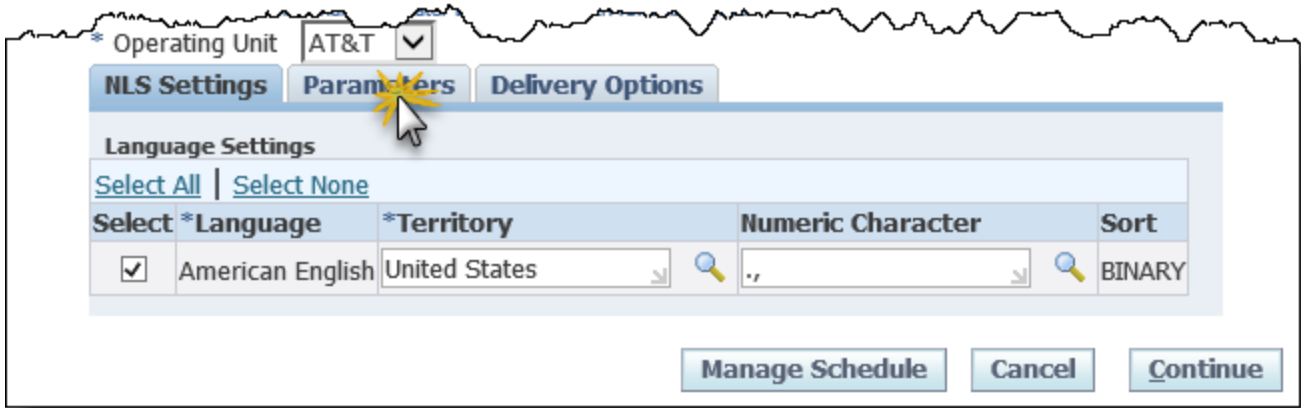 * Operating Unit AT&T
NLS Settings Parameters Delivery Options
Language Settings
Select All | Select None
Select *Language *Territory Numeric Character Sort
American English United States ., BINARY
Manage Schedule Cancel Continue